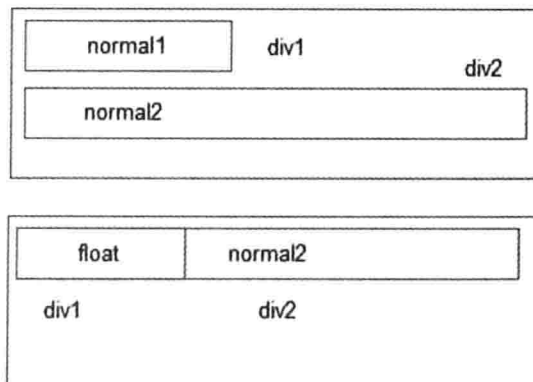 normal1 div1
div2
normal2
float normal2
div1 div2